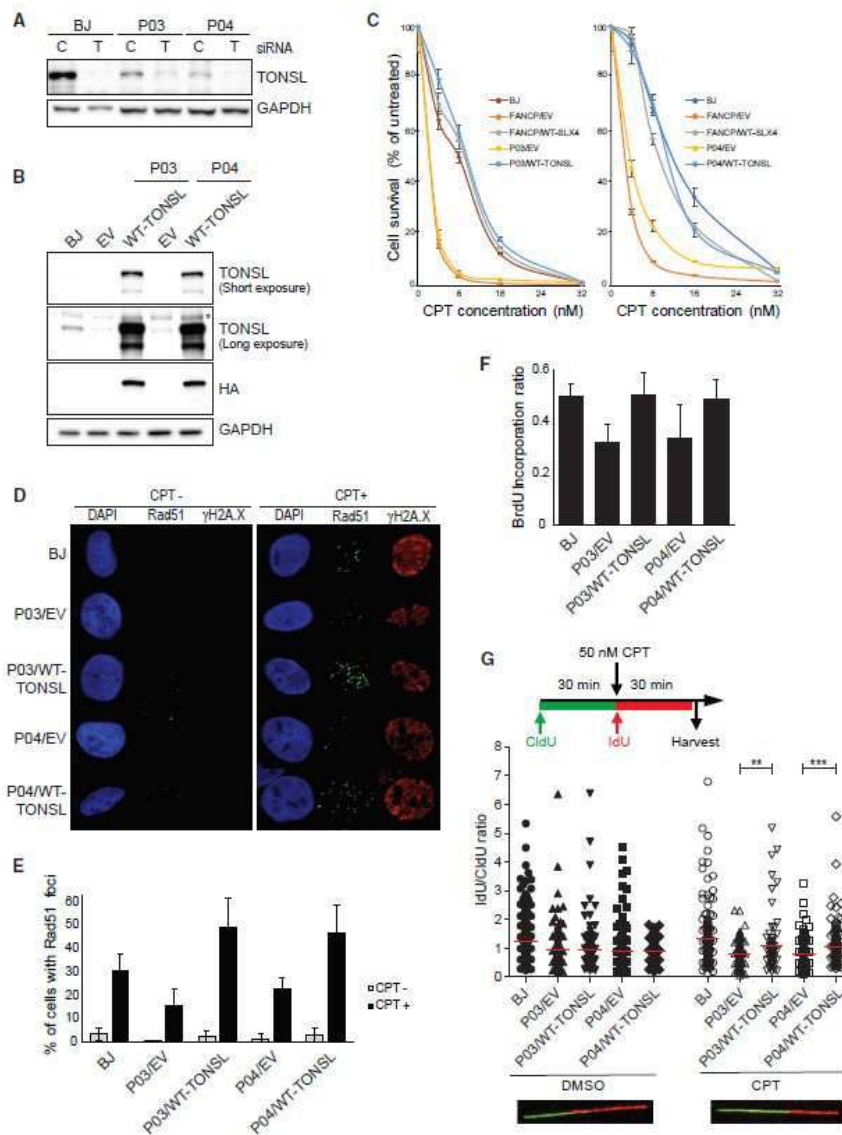 A
BJ P03 P04
C T C T C T siRNA
TONSL
GAPDH
B
P03 P04
BJ EV WT-TONSL EV WT-TONSL
TONSL
(Short exposure)
*
TONSL
(Long exposure)
HA
GAPDH
C
Cell survival (% of untreated)
100
80
60
40
20
0
0 8 16 24 32
CPT concentration (nM)
BJ
FANCP/EV
FANCP/WT-SLX4
P03/EV
P03/WT-TONSL
100
80
60
40
20
0
0 8 16 24 32
CPT concentration (nM)
BJ
FANCP/EV
FANCP/WT-SLX4
P04/EV
P04/WT-TONSL
D
CPT - CPT+
DAPI Rad51 γH2A.X DAPI Rad51 γH2A.X
BJ
P03/EV
P03/WT-
TONSL
P04/EV
P04/WT-
TONSL
E
% of cells with Rad51 foci
60
50
40
30
20
10
0
CPT -
CPT +
BJ P03/EV P03/WT-TONSL P04/EV P04/WT-TONSL
F
BrdU Incorporation ratio
0.6
0.4
0.2
0
BJ P03/EV P03/WT-TONSL P04/EV P04/WT-TONSL
G
50 nM CPT
30 min 30 min
CldU IdU Harvest
IdU/CldU ratio
8
7
6
5
4
3
2
1
0
** ***
BJ P03/EV P03/WT-TONSL P04/EV P04/WT-TONSL BJ P03/EV P03/WT-TONSL P04/EV P04/WT-TONSL
DMSO CPT